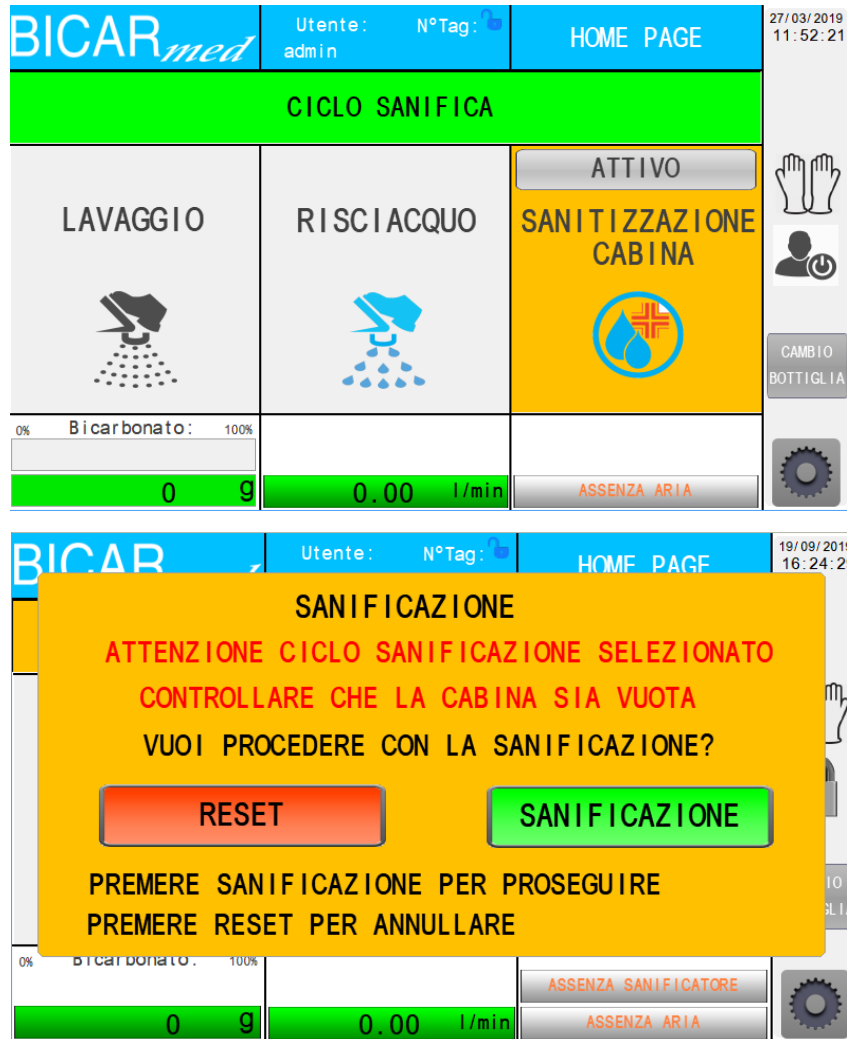 BICARmed
Utente: N°Tag:
admin
HOME PAGE
27/03/2019
11:52:21
CICLO SANIFICA
LAVAGGIO
RISCIACQUO
ATTIVO
SANITIZZAZIONE
CABINA
CAMBIO
BOTTIGLIA
0% Bicarbonato: 100%
0 g
0.00 l/min
ASSENZA ARIA
BICAR
Utente: N°Tag:
HOME PAGE
19/09/2019
16:24:2
SANIFICAZIONE
ATTENZIONE CICLO SANIFICAZIONE SELEZIONATO
CONTROLLARE CHE LA CABINA SIA VUOTA
VUOI PROCEDERE CON LA SANIFICAZIONE?
RESET
SANIFICAZIONE
PREMERE SANIFICAZIONE PER PROSEGUIRE
PREMERE RESET PER ANNULLARE
0% Bicarbonato: 100%
ASSENZA SANIFICATORE
0 g
0.00 l/min
ASSENZA ARIA